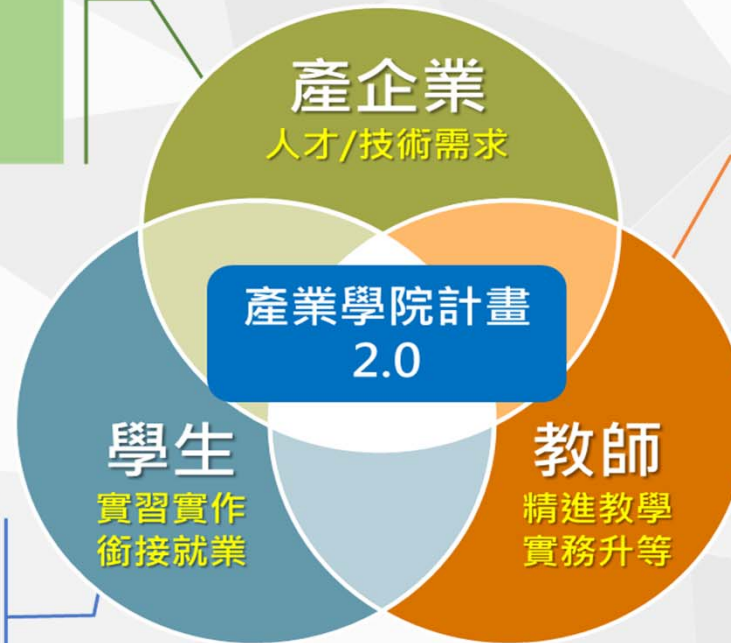 產企業
人才/技術需求
產業學院計畫
2.0
學生
實習實作
銜接就業
教師
精進教學
實務升等